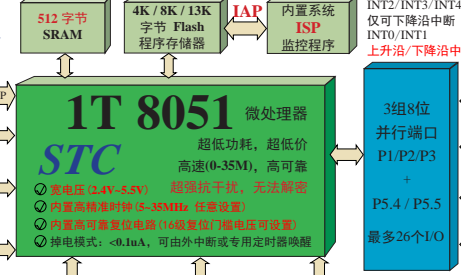 512 字节
SRAM
4K / 8K / 13K
字节 Flash
程序存储器
IAP
内置系统
ISP
监控程序
INT2/INT3/INT4
仅可下降沿中断
INT0/INT1
上升沿/下降沿中
P
1T 8051 微处理器
STC
超低功耗，超低价
高速(0-35M)，高可靠
超强抗干扰，无法解密
宽电压(2.4V~5.5V)
内置高精准时钟(5~35MHz 任意设置)
内置高可靠复位电路(16级复位门槛电压可设置)
掉电模式：<0.1uA，可由外中断或专用定时器唤醒
3组8位
并行端口
P1/P2/P3
+
P5.4 / P5.5
最多26个I/O